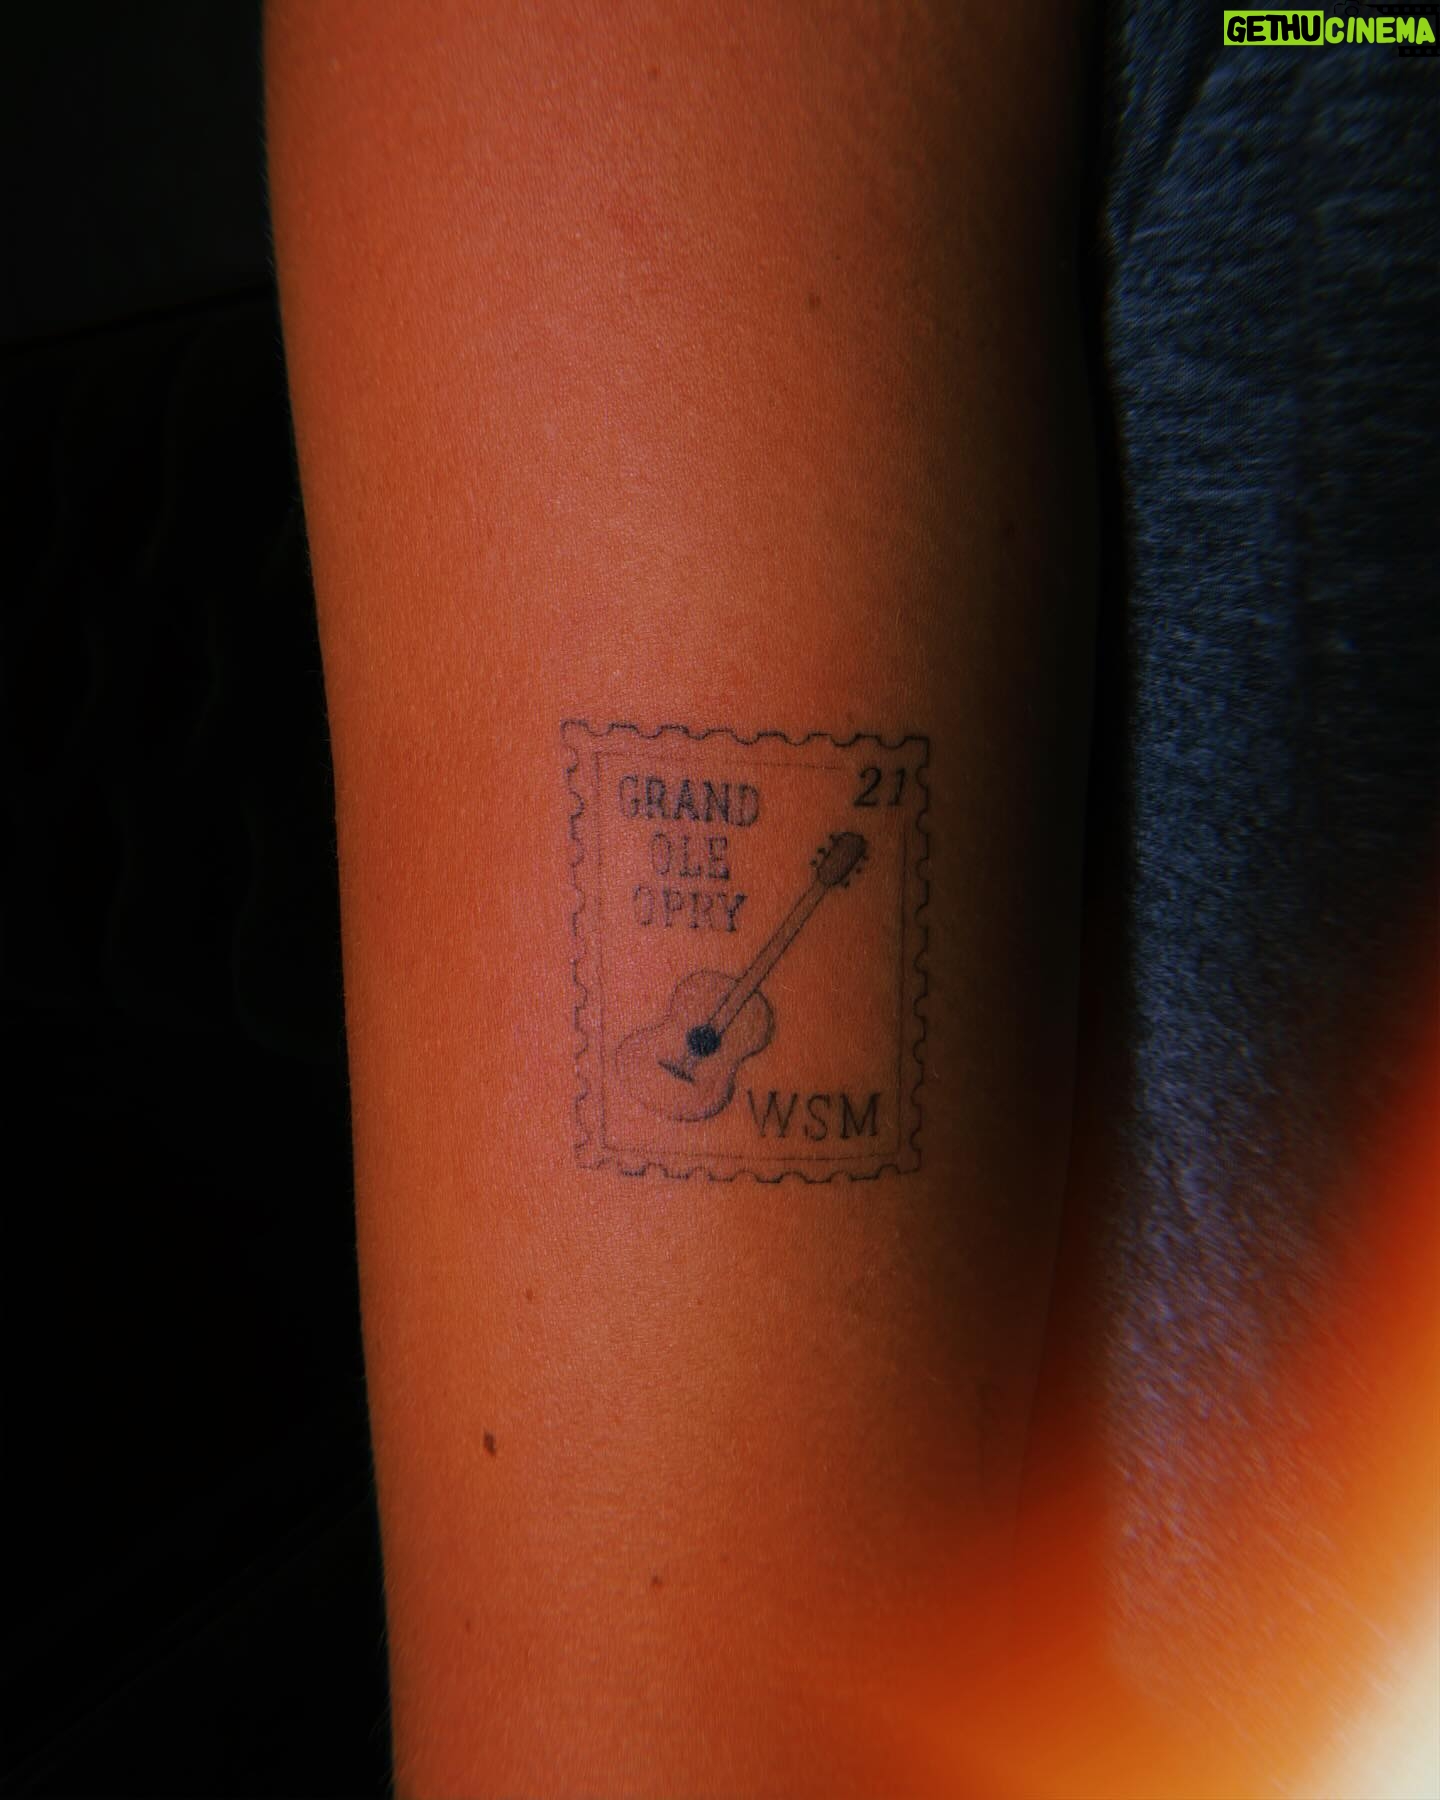 GETHUCINEMA
21
GRAND
OLE
OPRY
WSM